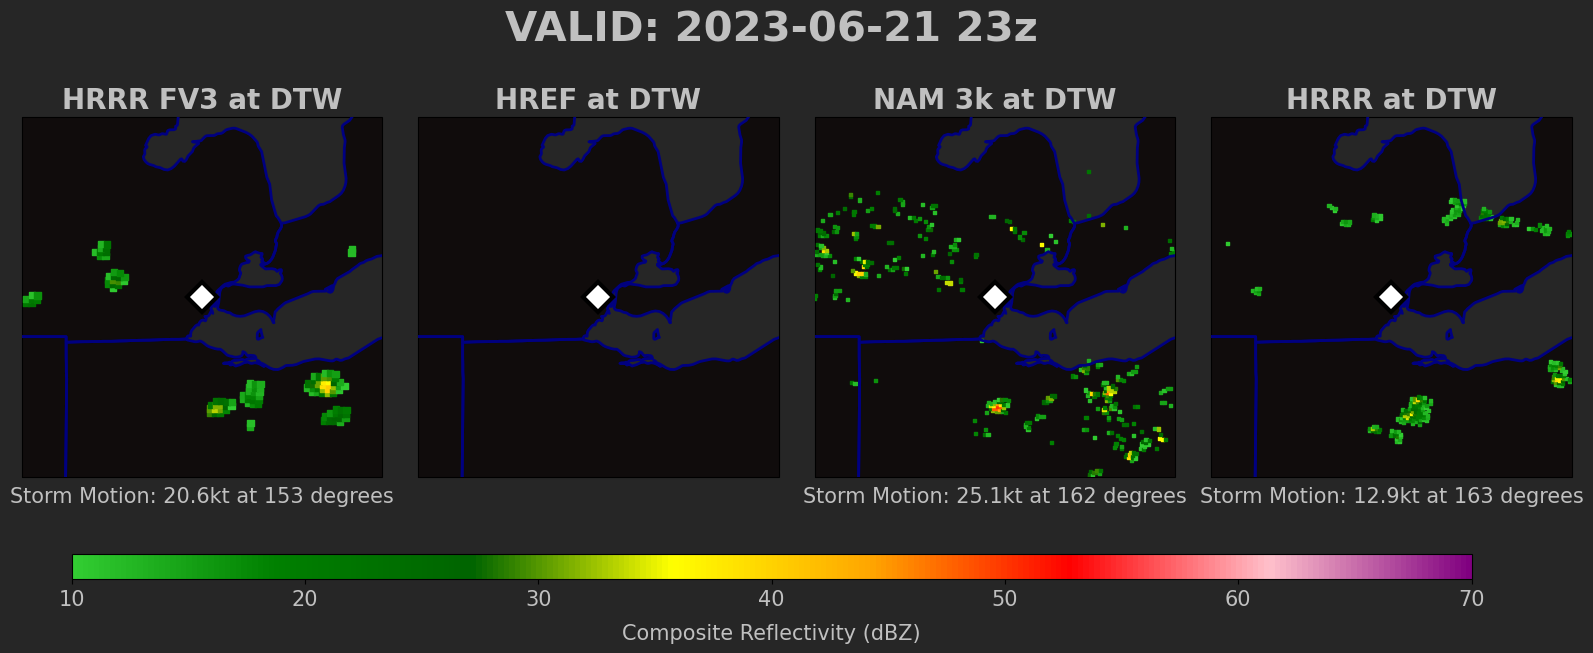 VALID: 2023-06-21 23z
HRRR FV3 at DTW
HREF at DTW
NAM 3k at DTW
HRRR at DTW
Storm Motion: 20.6kt at 153 degrees
Storm Motion: 25.1kt at 162 degrees
Storm Motion: 12.9kt at 163 degrees
10 20 30 40 50 60 70
Composite Reflectivity (dBZ)